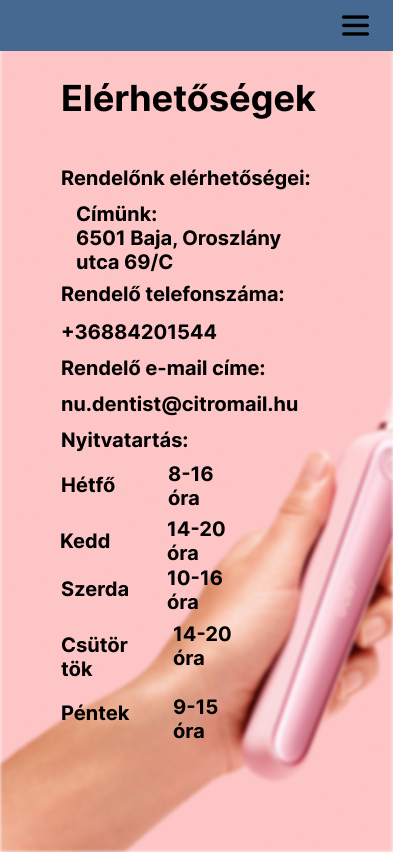 Elérhetőségek
Rendelőnk elérhetőségei:
Címünk:
6501 Baja, Oroszlány
utca 69/C
Rendelő telefonszáma:
+36884201544
Rendelő e-mail címe:
nu.dentist@citromail.hu
Nyitvatartás:
Hétfő 8-16
óra
Kedd 14-20
óra
Szerda 10-16
óra
Csütör 14-20
tök óra
Péntek 9-15
óra